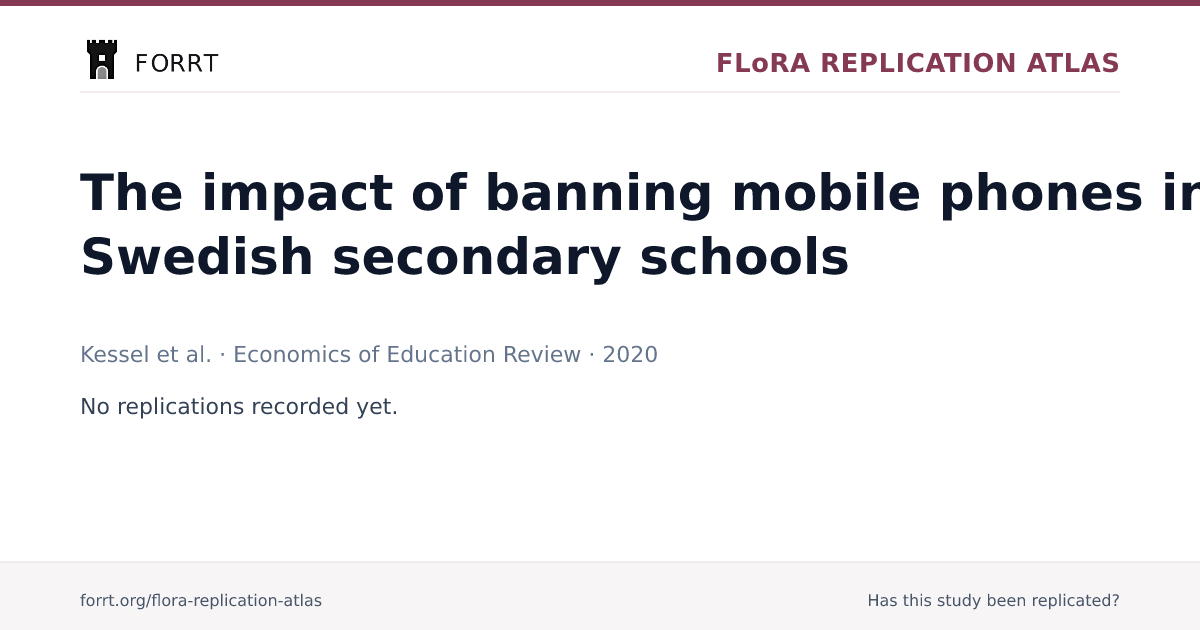 FORRT
FLoRA REPLICATION ATLAS
The impact of banning mobile phones in
Swedish secondary schools
Kessel et al. · Economics of Education Review · 2020
No replications recorded yet.
forrt.org/flora-replication-atlas
Has this study been replicated?